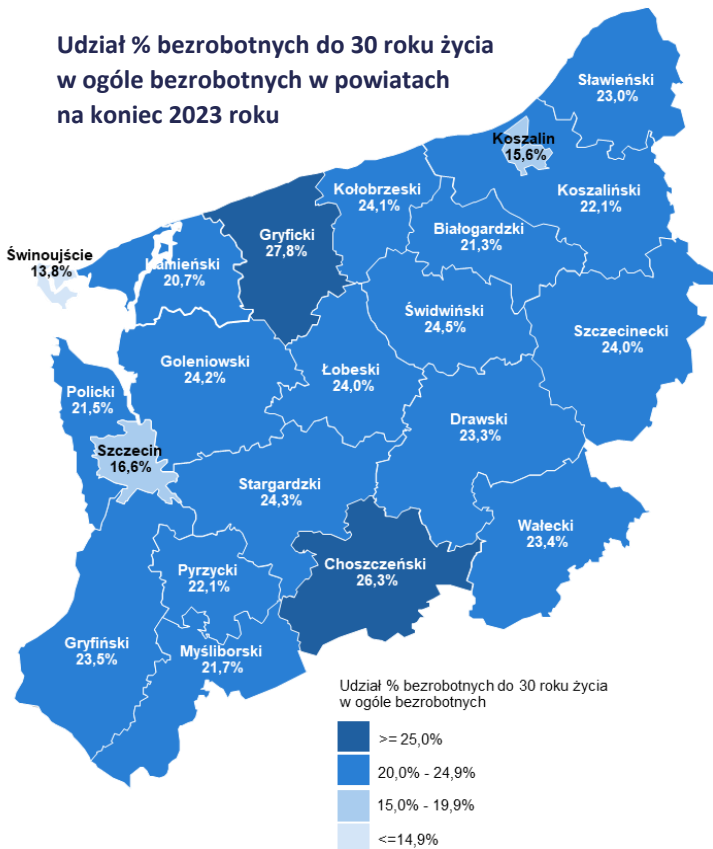 Udział % bezrobotnych do 30 roku życia
w ogóle bezrobotnych w powiatach
na koniec 2023 roku
Sławieński
23,0%
Koszalin
15,6%
Koszaliński
22,1%
Kołobrzeski
24,1%
Białogardzki
21,3%
Gryficki
27,8%
Świnoujście
13,8%
Kamieński
20,7%
Świdwiński
24,5%
Szczecinecki
24,0%
Goleniowski
24,2%
Łobeski
24,0%
Policki
21,5%
Drawski
23,3%
Szczecin
16,6%
Stargardzki
24,3%
Wałecki
23,4%
Choszczeński
26,3%
Pyrzycki
22,1%
Gryfiński
23,5%
Myśliborski
21,7%
Udział % bezrobotnych do 30 roku życia
w ogóle bezrobotnych
>= 25,0%
20,0% - 24,9%
15,0% - 19,9%
<=14,9%